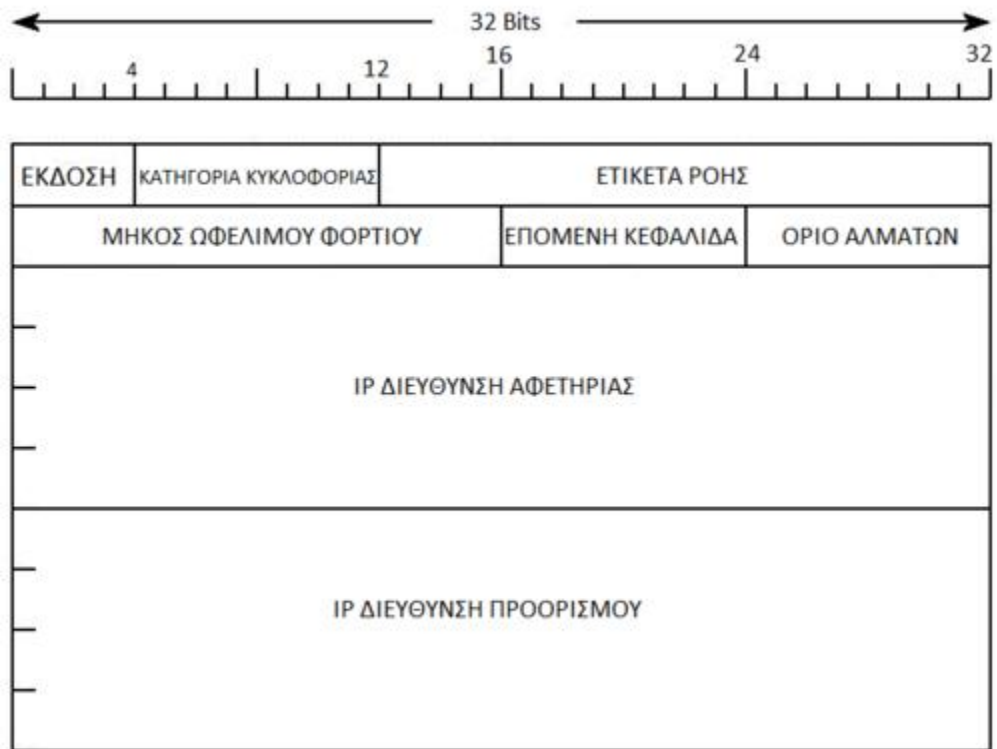 32 Bits
4 12 16 24 32
ΕΚΔΟΣΗ ΚΑΤΗΓΟΡΙΑ ΚΥΚΛΟΦΟΡΙΑΣ ΕΤΙΚΕΤΑ ΡΟΗΣ
ΜΗΚΟΣ ΩΦΕΛΙΜΟΥ ΦΟΡΤΙΟΥ ΕΠΟΜΕΝΗ ΚΕΦΑΛΙΔΑ ΟΡΙΟ ΑΛΜΑΤΩΝ
IP ΔΙΕΥΘΥΝΣΗ ΑΦΕΤΗΡΙΑΣ
IP ΔΙΕΥΘΥΝΣΗ ΠΡΟΟΡΙΣΜΟΥ